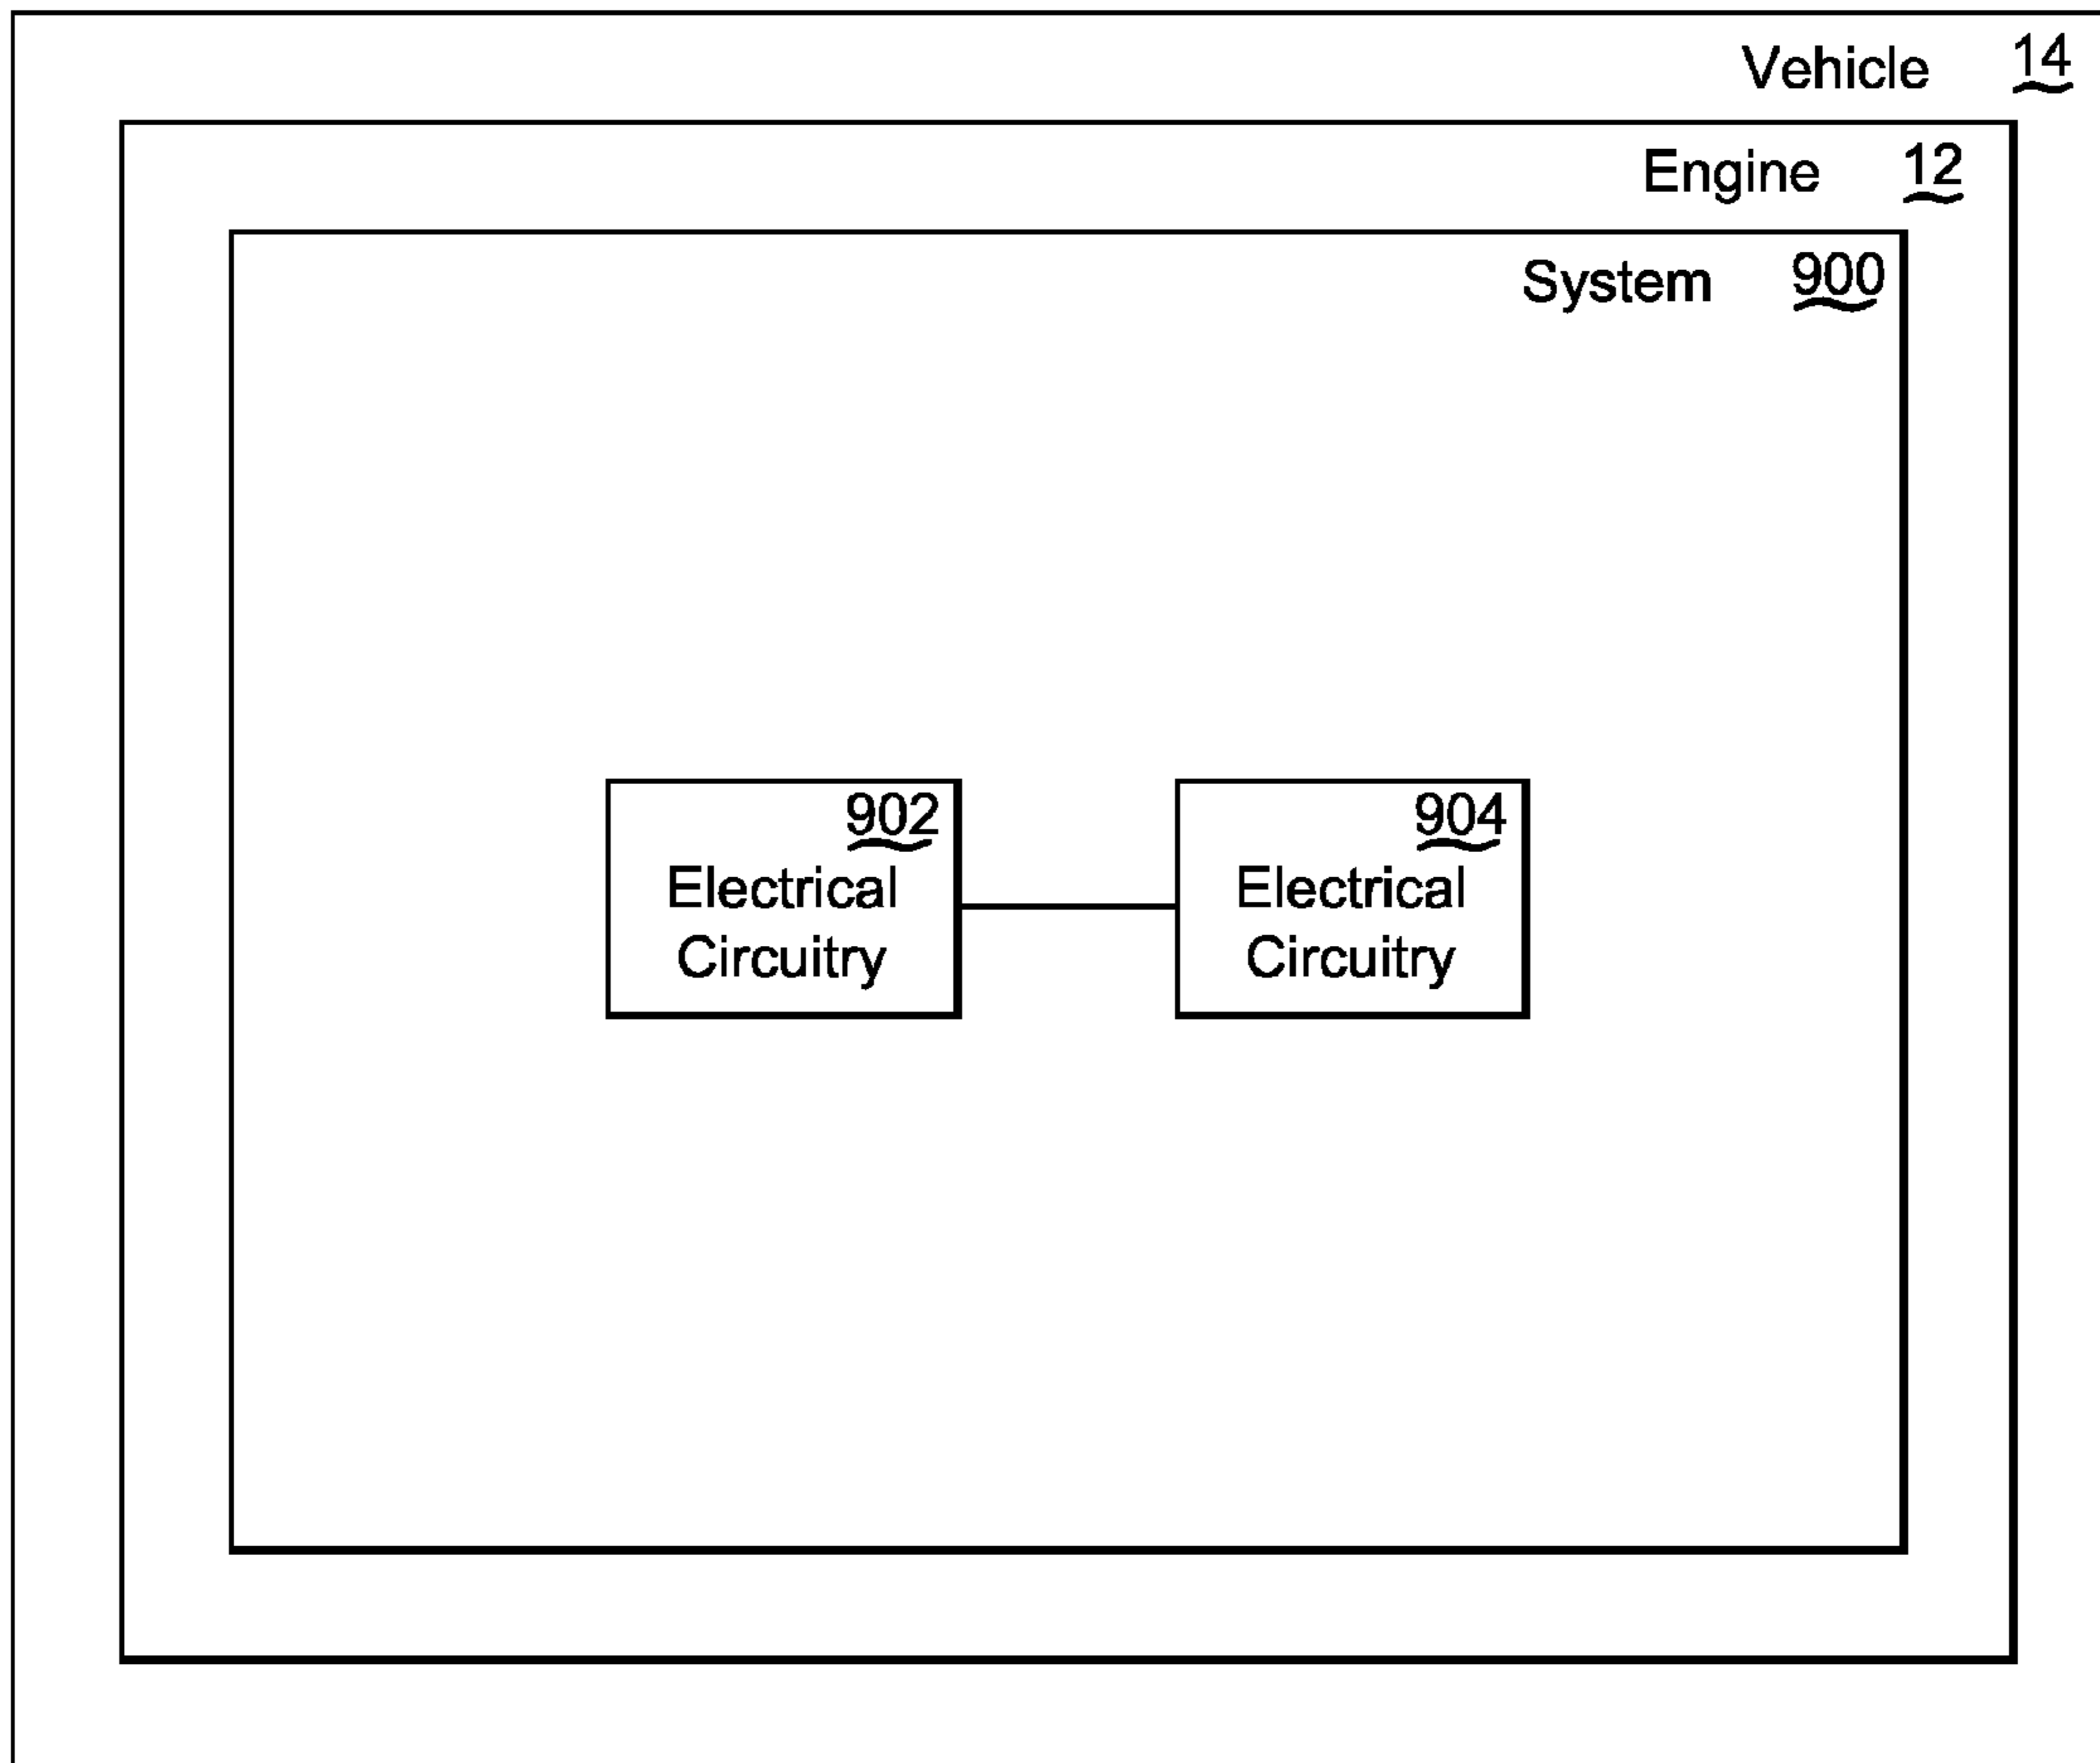 Vehicle 14
Engine 12
System 900
902
Electrical
Circuitry
904
Electrical
Circuitry